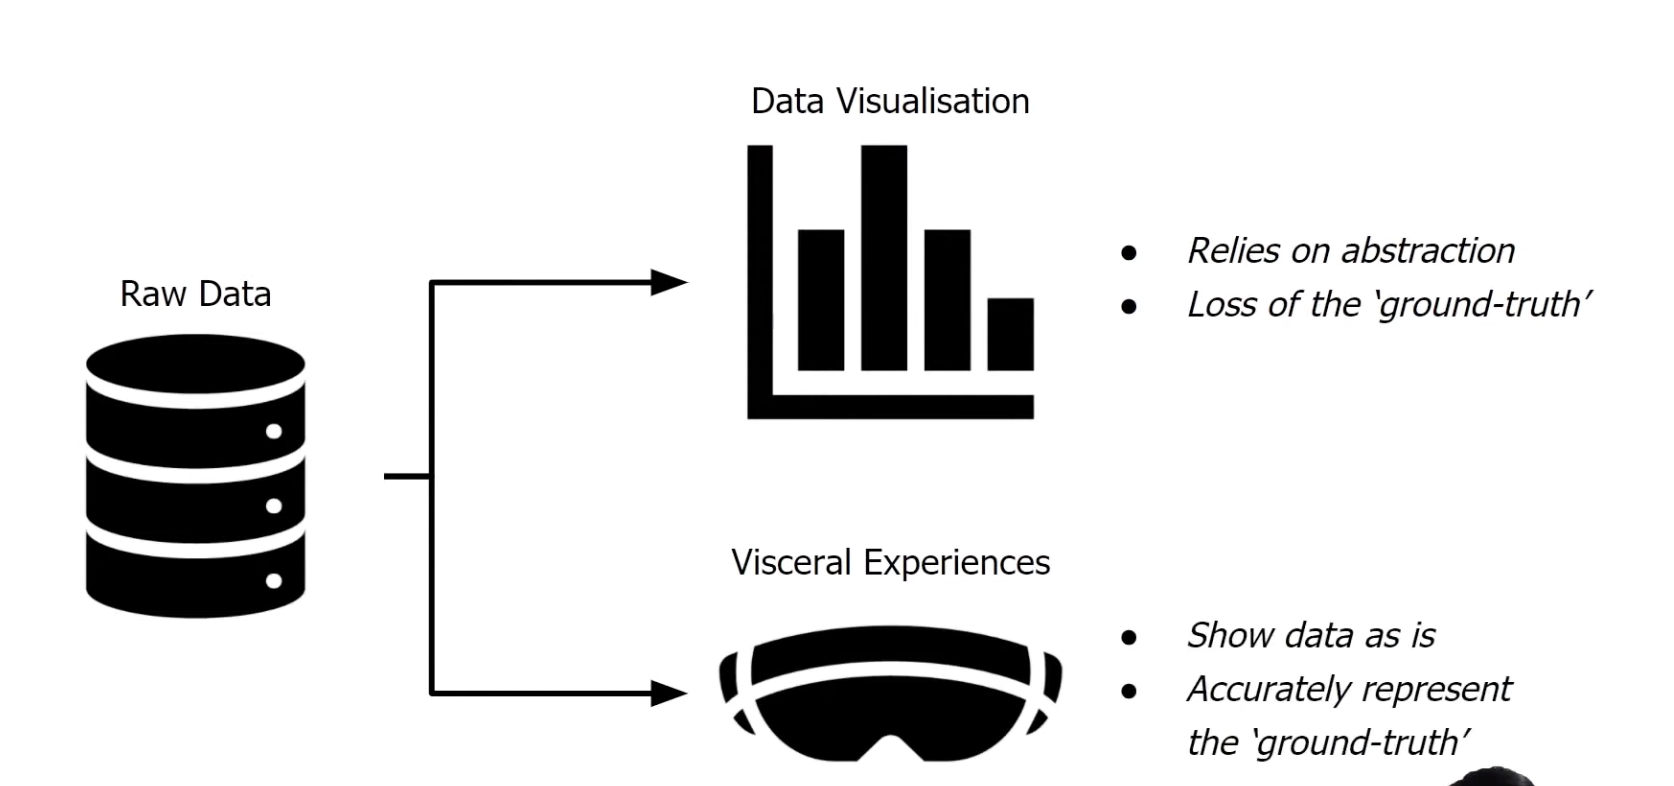 Data Visualisation
Raw Data
• Relies on abstraction
• Loss of the ‘ground-truth’
Visceral Experiences
• Show data as is
• Accurately represent
the ‘ground-truth’